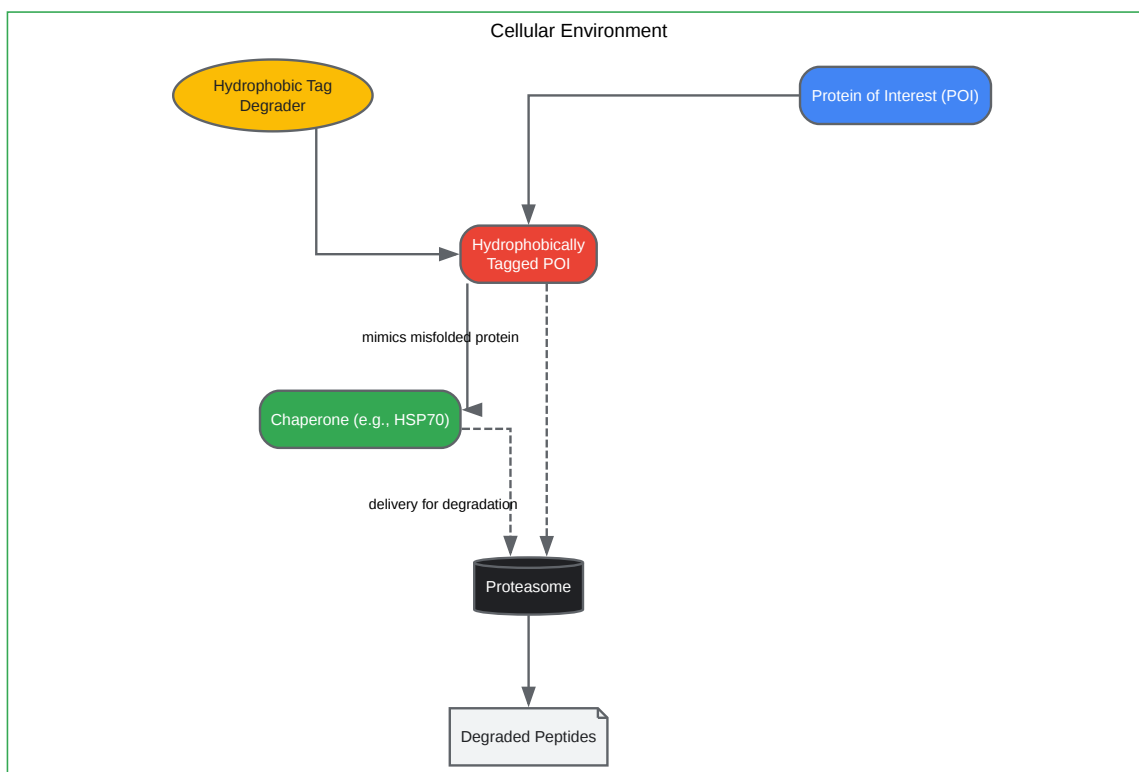 Cellular Environment
Hydrophobic Tag
Degrader
Protein of Interest (POI)
Hydrophobically
Tagged POI
mimics misfolded protein
Chaperone (e.g., HSP70)
delivery for degradation
Proteasome
Degraded Peptides